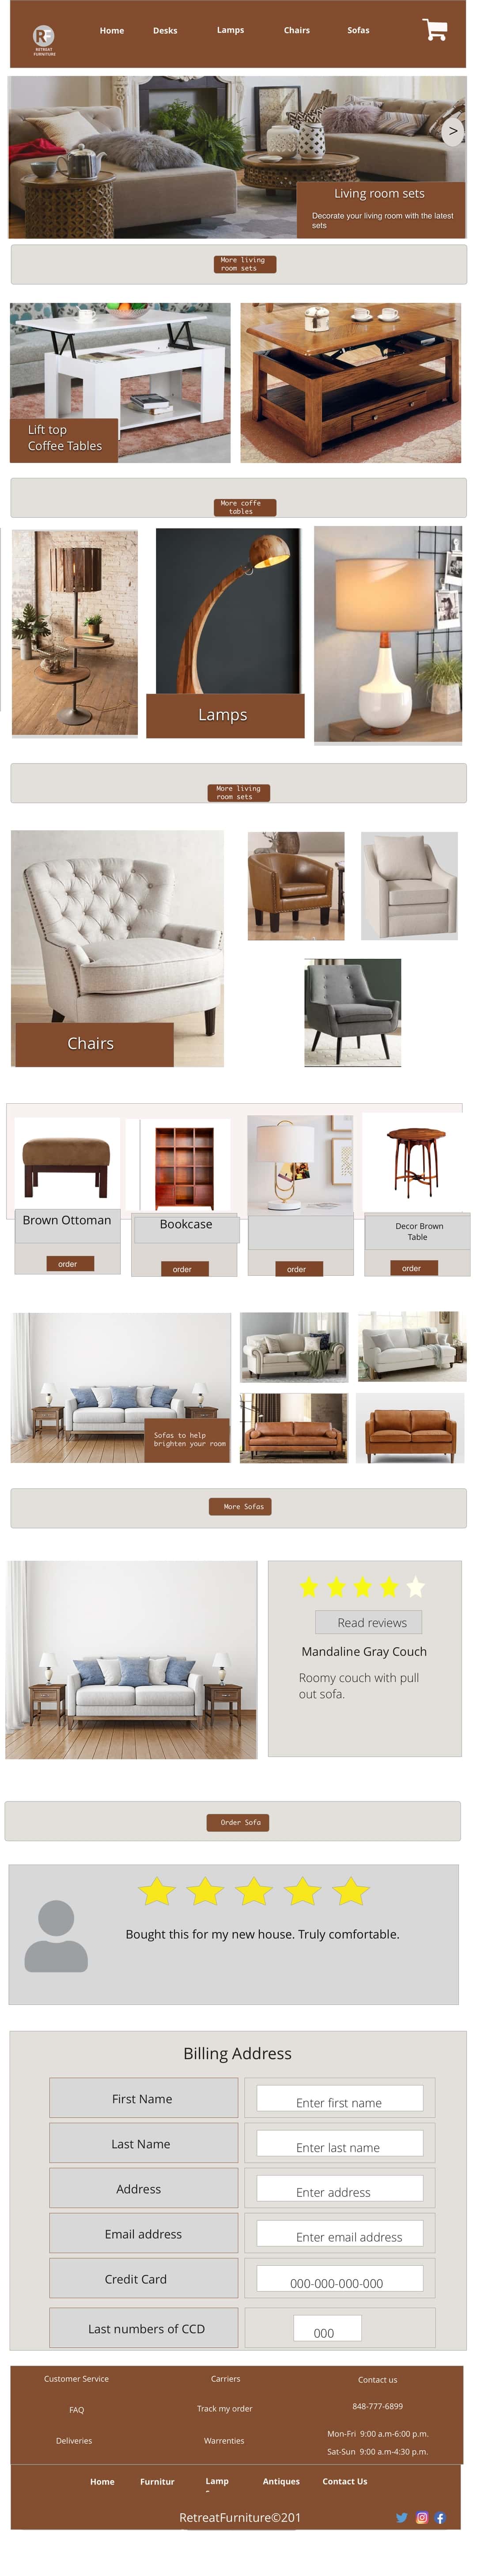 Home Desks Lamps Chairs Sofas
RF
RETREAT
FURNITURE
>
Living room sets
Decorate your living room with the latest
sets
More living
room sets
Lift top
Coffee Tables
More coffe
tables
Lamps
More living
room sets
Chairs
Brown Ottoman
Bookcase
Decor Brown
Table
order
order
order
order
Sofas to help
brighten your room
More Sofas
Read reviews
Mandaline Gray Couch
Roomy couch with pull
out sofa.
Order Sofa
Bought this for my new house. Truly comfortable.
Billing Address
First Name
Enter first name
Last Name
Enter last name
Address
Enter address
Email address
Enter email address
Credit Card
000-000-000-000
Last numbers of CCD
000
Customer Service
Carriers
Contact us
FAQ
Track my order
848-777-6899
Deliveries
Warrenties
Mon-Fri 9:00 a.m-6:00 p.m.
Sat-Sun 9:00 a.m-4:30 p.m.
Home Furnitur Lamp Antiques Contact Us
RetreatFurniture©201